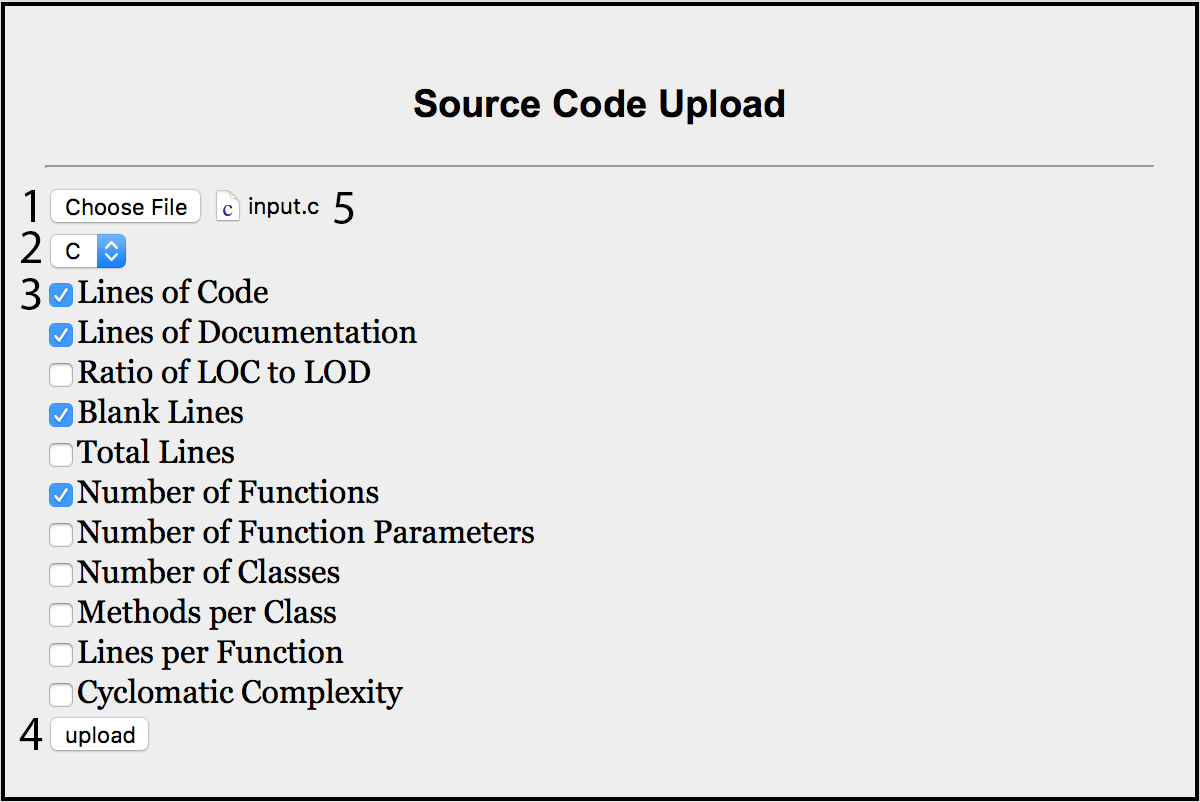 Source Code Upload
1 Choose File c input.c 5
2 C
3 Lines of Code
Lines of Documentation
Ratio of LOC to LOD
Blank Lines
Total Lines
Number of Functions
Number of Function Parameters
Number of Classes
Methods per Class
Lines per Function
Cyclomatic Complexity
4 upload